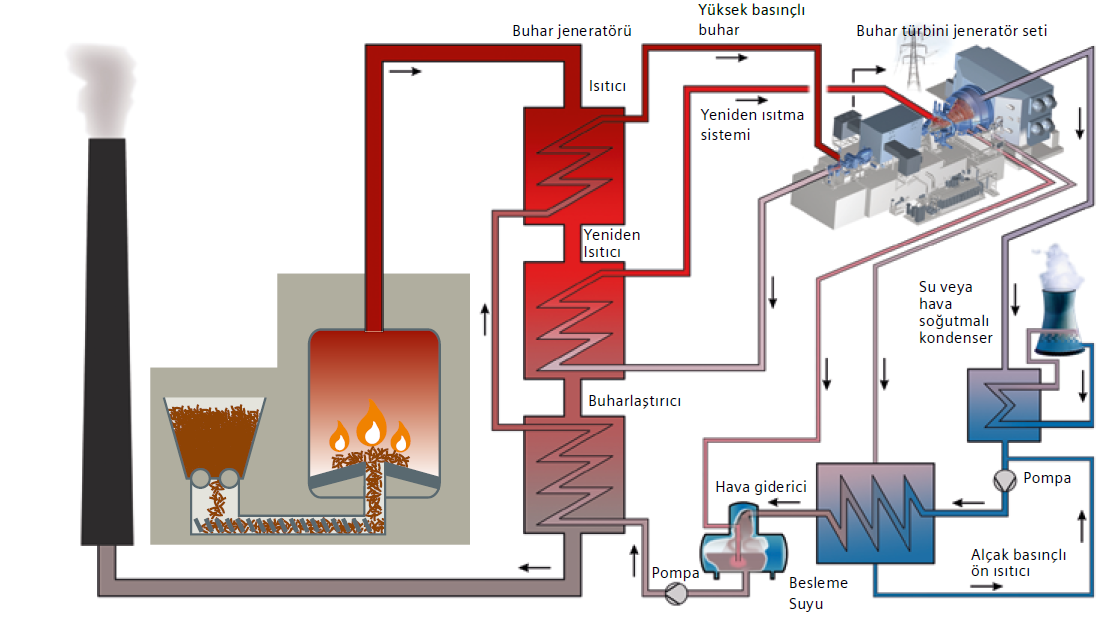 Yüksek basınçlı
buhar
Buhar jeneratörü
Buhar türbini jeneratör seti
Isıtıcı
Yeniden ısıtma
sistemi
Yeniden
Isıtıcı
Su veya
hava
soğutmalı
kondenser
Buharlaştırıcı
Pompa
Hava giderici
Alçak basınçlı
ön ısıtıcı
Pompa
Besleme
Suyu